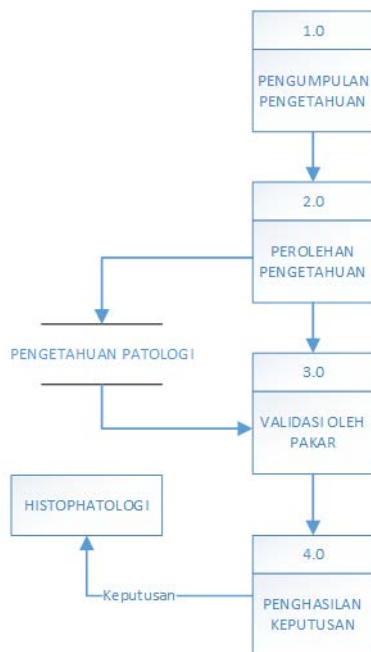 1.0
PENGUMPULAN
PENGETAHUAN
2.0
PEROLEHAN
PENGETAHUAN
PENGETAHUAN PATOLOGI
3.0
VALIDASI OLEH
PAKAR
HISTOPHATOLOGI
4.0
Keputusan
PENGHASILAN
KEPUTUSAN